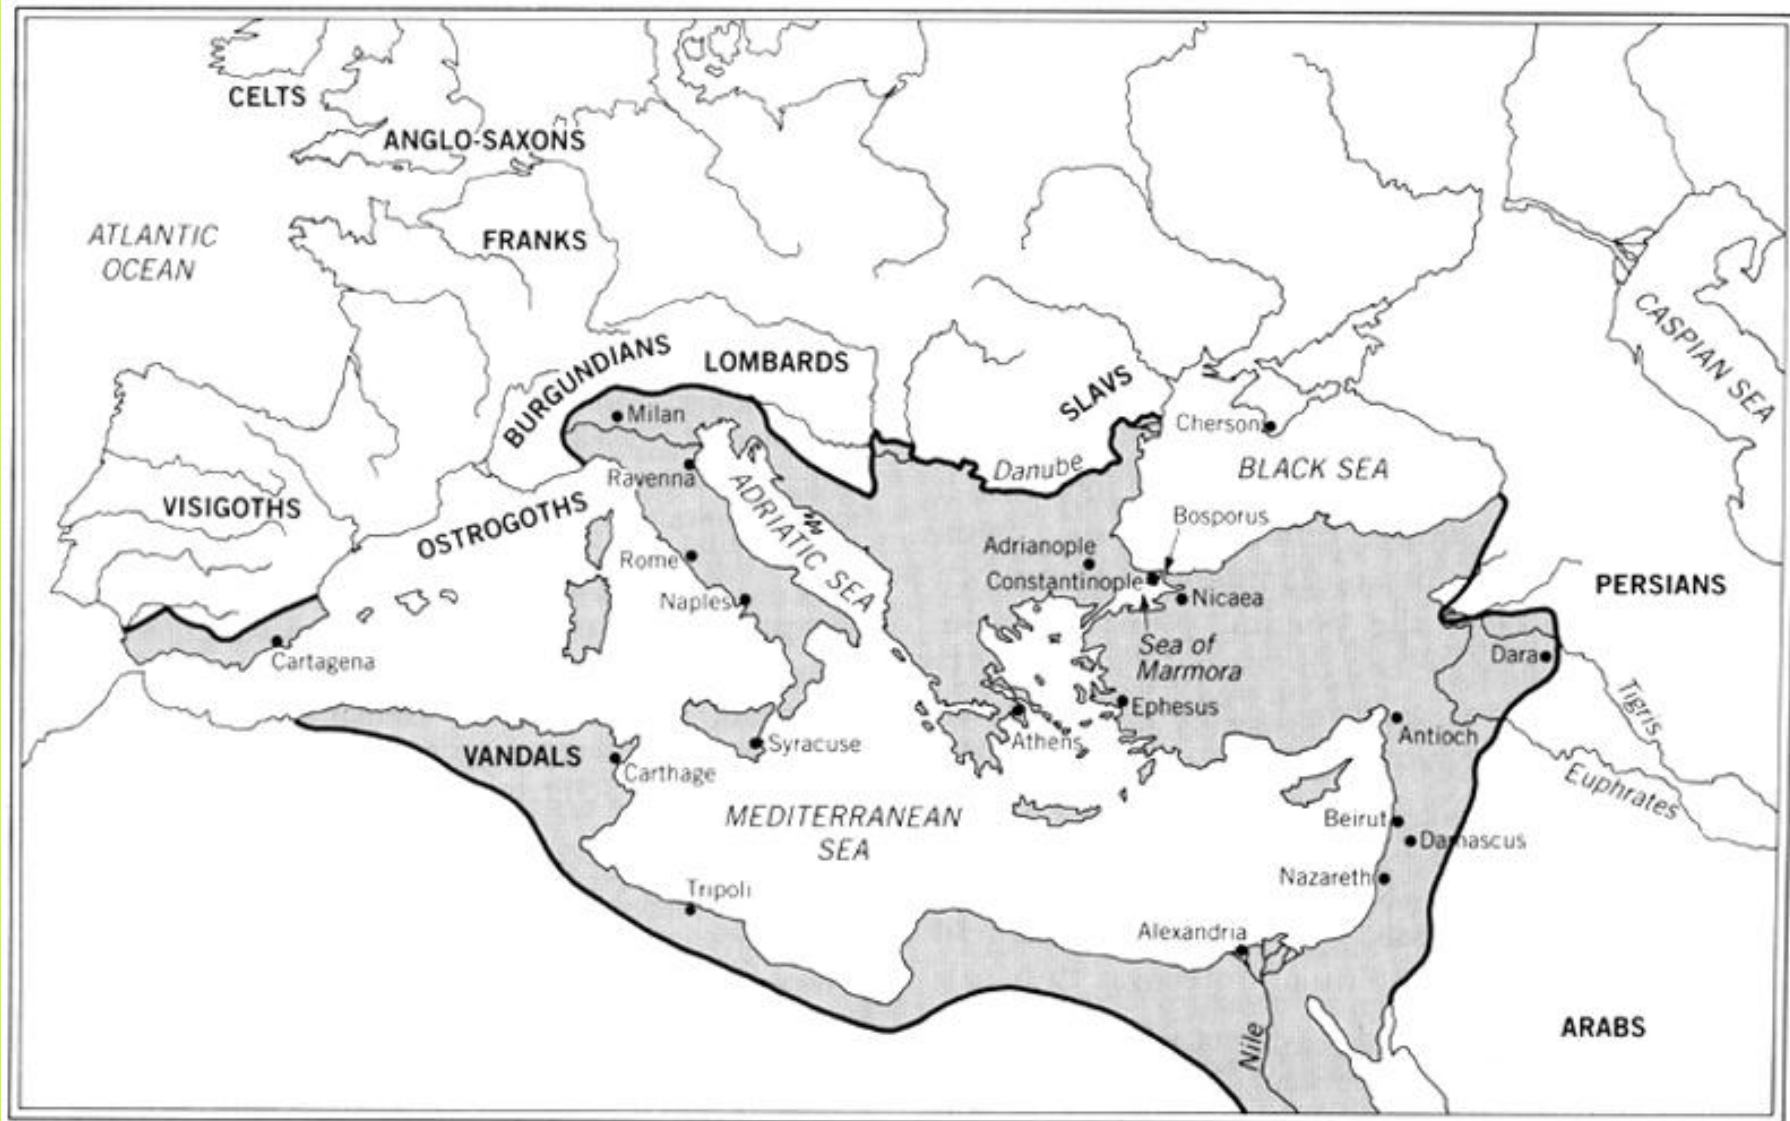 CELTS
ANGLO-SAXONS
ATLANTIC
OCEAN
FRANKS
CASPIAN SEA
BURGUNDIANS
LOMBARDS
SLAVS
Milan
Cherson
Danube
BLACK SEA
Ravenna
ADRIATIC SEA
VISIGOTHS
OSTROGOTHS
Bosporus
Adrianople
Rome
Constantinople
PERSIANS
Naples
Nicaea
Sea of
Marmora
Cartagena
Dara
Tigris
Ephesus
VANDALS
Syracuse
Athens
Antioch
Carthage
Euphrates
MEDITERRANEAN
SEA
Beirut
Damascus
Nazareth
Tripoli
Alexandria
Nile
ARABS